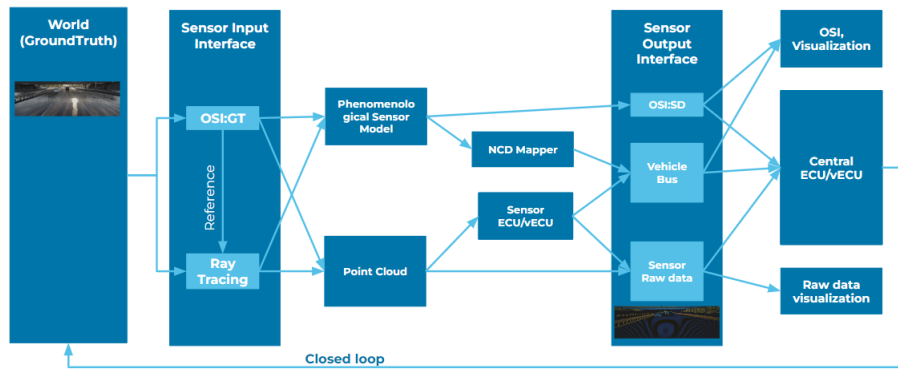 World
(GroundTruth)
Sensor Input
Interface
Sensor
Output
Interface
OSI,
Visualization
OSI:GT
Phenomenolo
gical Sensor
Model
OSI:SD
NCD Mapper
Vehicle
Bus
Central
ECU/vECU
Reference
Sensor
ECU/vECU
Ray
Tracing
Point Cloud
Sensor
Raw data
Raw data
visualization
Closed loop